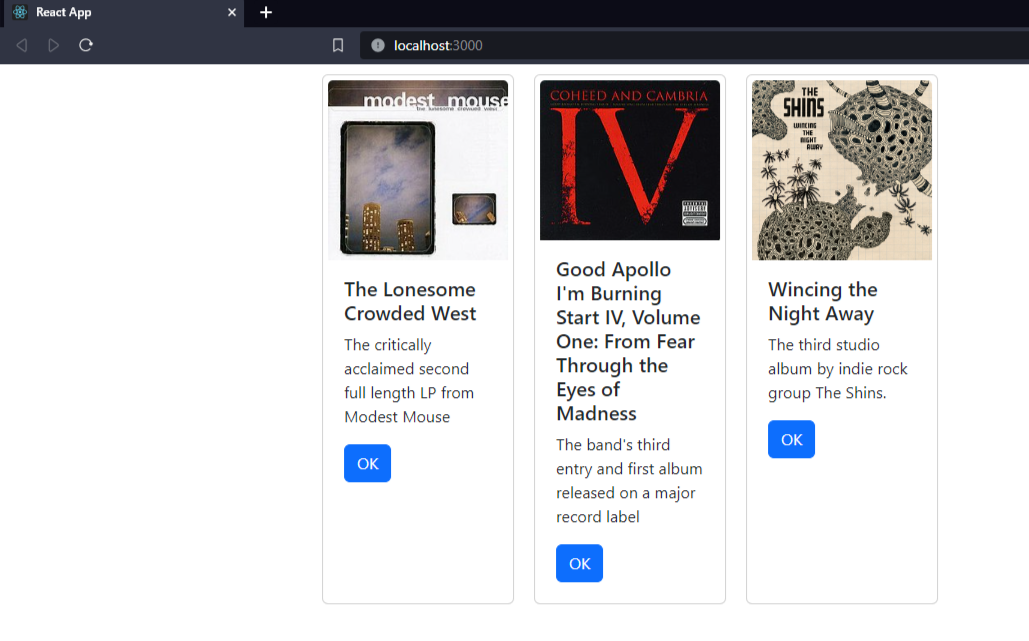 React App
localhost:3000
modest mouse
the lonesome crowded west
The Lonesome
Crowded West
The critically
acclaimed second
full length LP from
Modest Mouse
OK
COHEED AND CAMBRIA
IV
PARENTAL
ADVISORY
EXPLICIT CONTENT
Good Apollo
I'm Burning
Start IV, Volume
One: From Fear
Through the
Eyes of
Madness
The band's third
entry and first album
released on a major
record label
OK
THE
SHINS
WINCING
THE
NIGHT
AWAY
Wincing the
Night Away
The third studio
album by indie rock
group The Shins.
OK